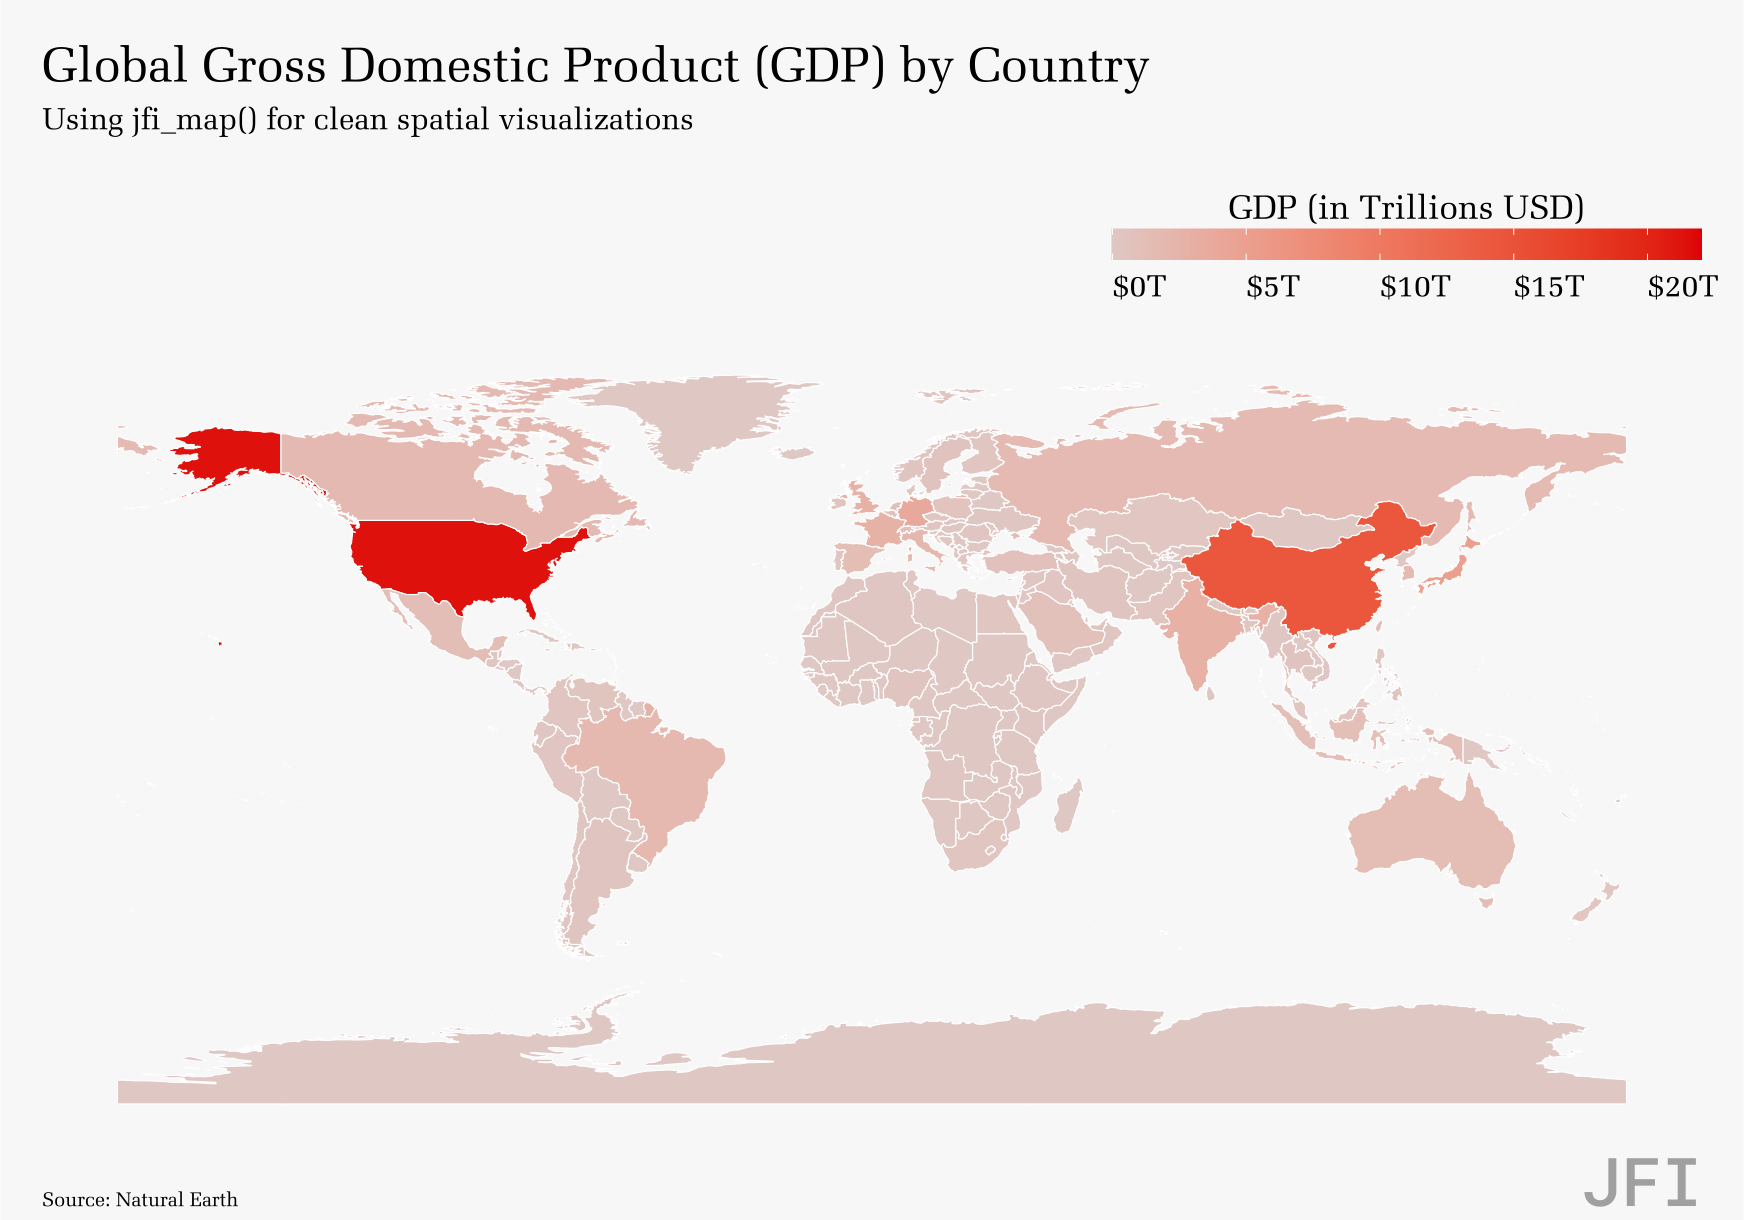 Global Gross Domestic Product (GDP) by Country
Using jfi_map() for clean spatial visualizations
GDP (in Trillions USD)
$0T $5T $10T $15T $20T
Source: Natural Earth
JFI